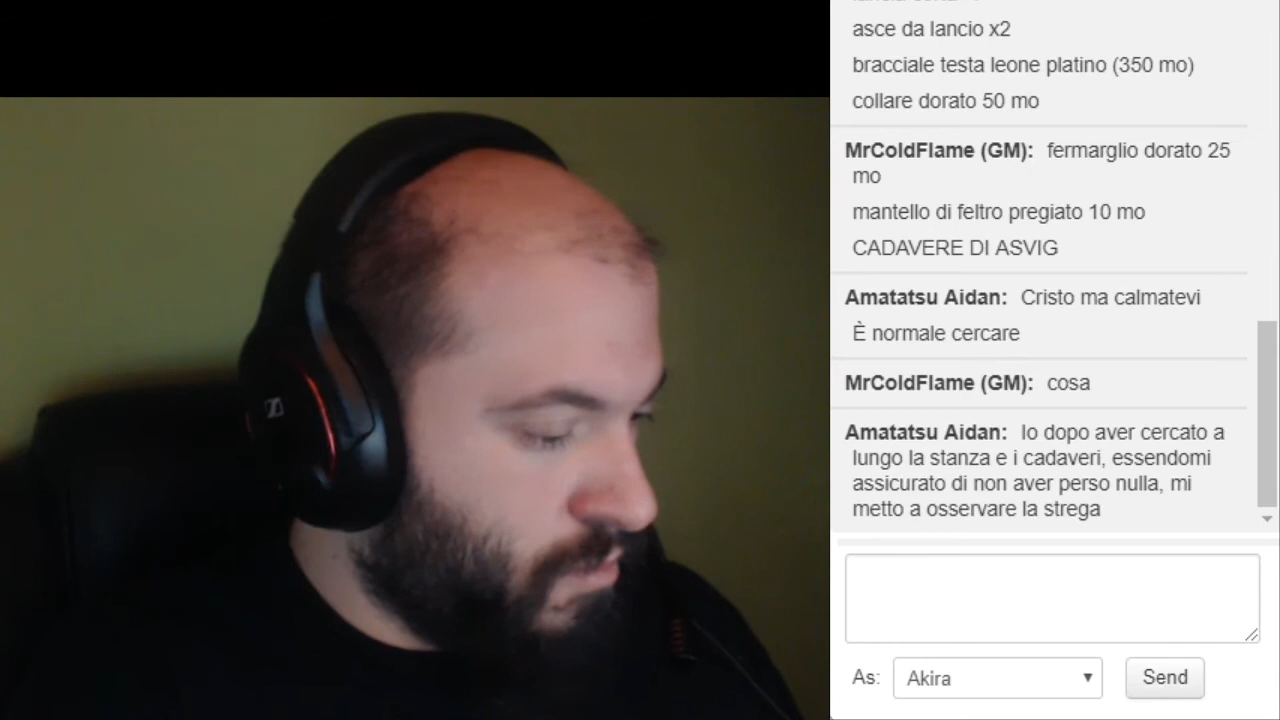 asce da lancio x2
bracciale testa leone platino (350 mo)
collare dorato 50 mo
MrColdFlame (GM): fermarglio dorato 25
mo
mantello di feltro pregiato 10 mo
CADAVERE DI ASVIG
Amatatsu Aidan: Cristo ma calmatevi
È normale cercare
MrColdFlame (GM): cosa
Amatatsu Aidan: Io dopo aver cercato a
lungo la stanza e i cadaveri, essendomi
assicurato di non aver perso nulla, mi
metto a osservare la strega
As: Akira Send